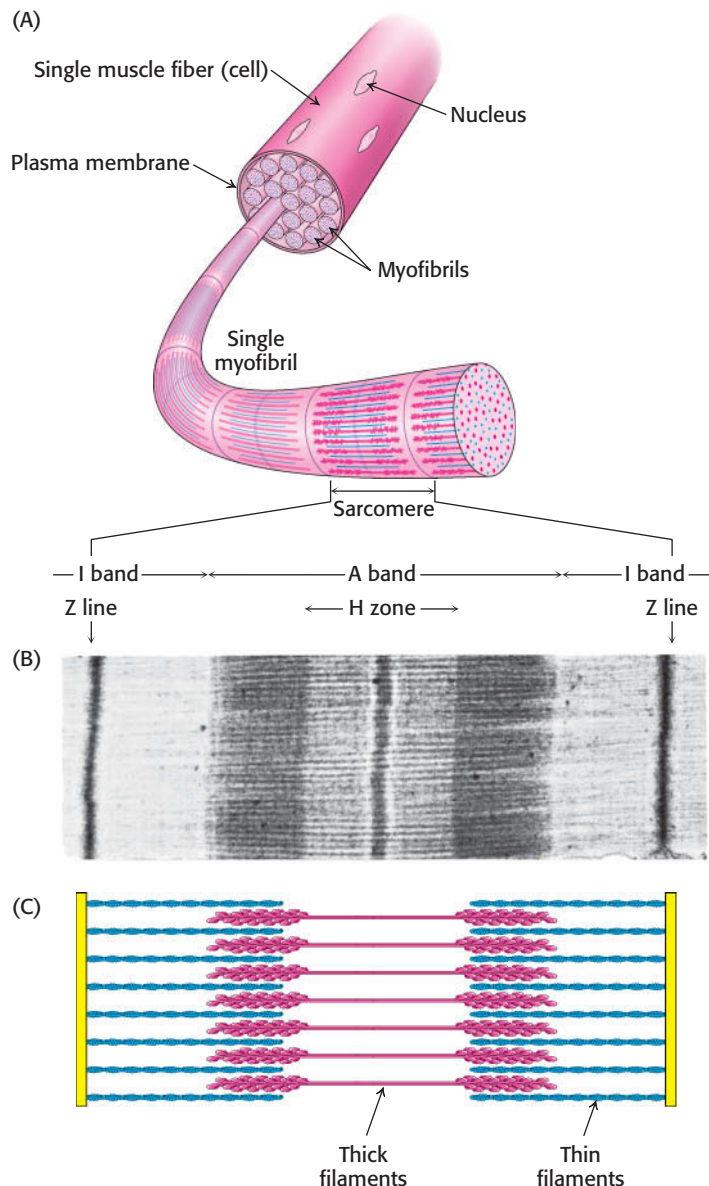 (A)
Single muscle fiber (cell)
Nucleus
Plasma membrane
Myofibrils
Single
myofibril
Sarcomere
I band
A band
I band
Z line
H zone
Z line
(B)
(C)
Thick
filaments
Thin
filaments